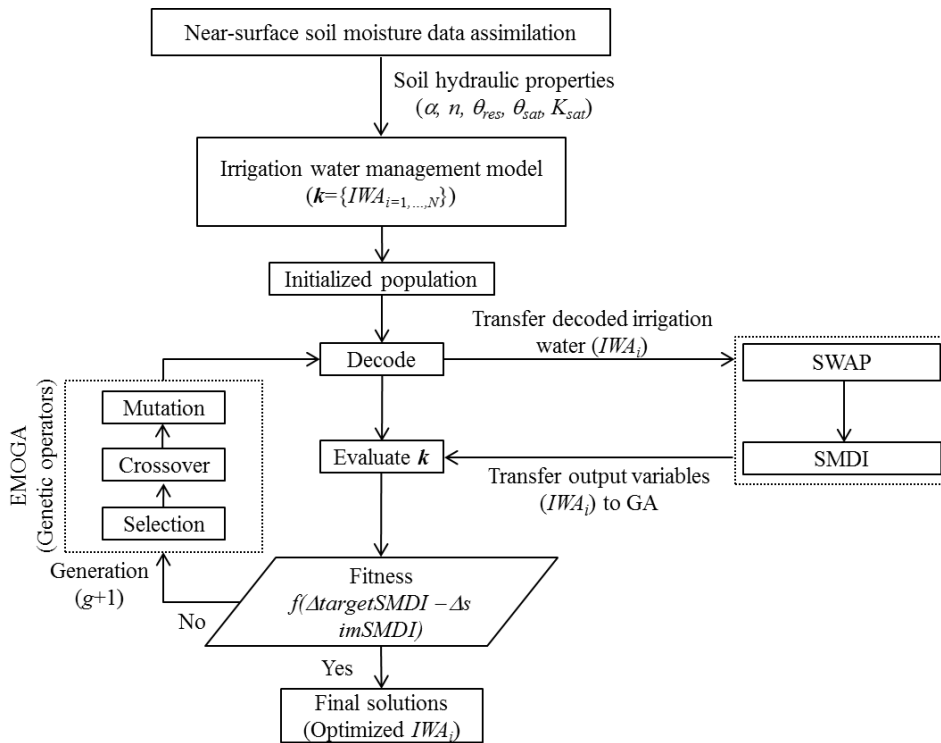 Near-surface soil moisture data assimilation
Soil hydraulic properties
(α, n, θres, θsat, Ksat)
Irrigation water management model
(k={IWAi=1,...,N})
Initialized population
Transfer decoded irrigation
water (IWAi)
Decode
SWAP
Mutation
EMOGA
(Genetic operators)
Crossover
Evaluate k
SMDI
Transfer output variables
(IWAi) to GA
Selection
Generation
(g+1)
Fitness
f(ΔtargetSMDI – Δs
imSMDI)
No
Yes
Final solutions
(Optimized IWAi)